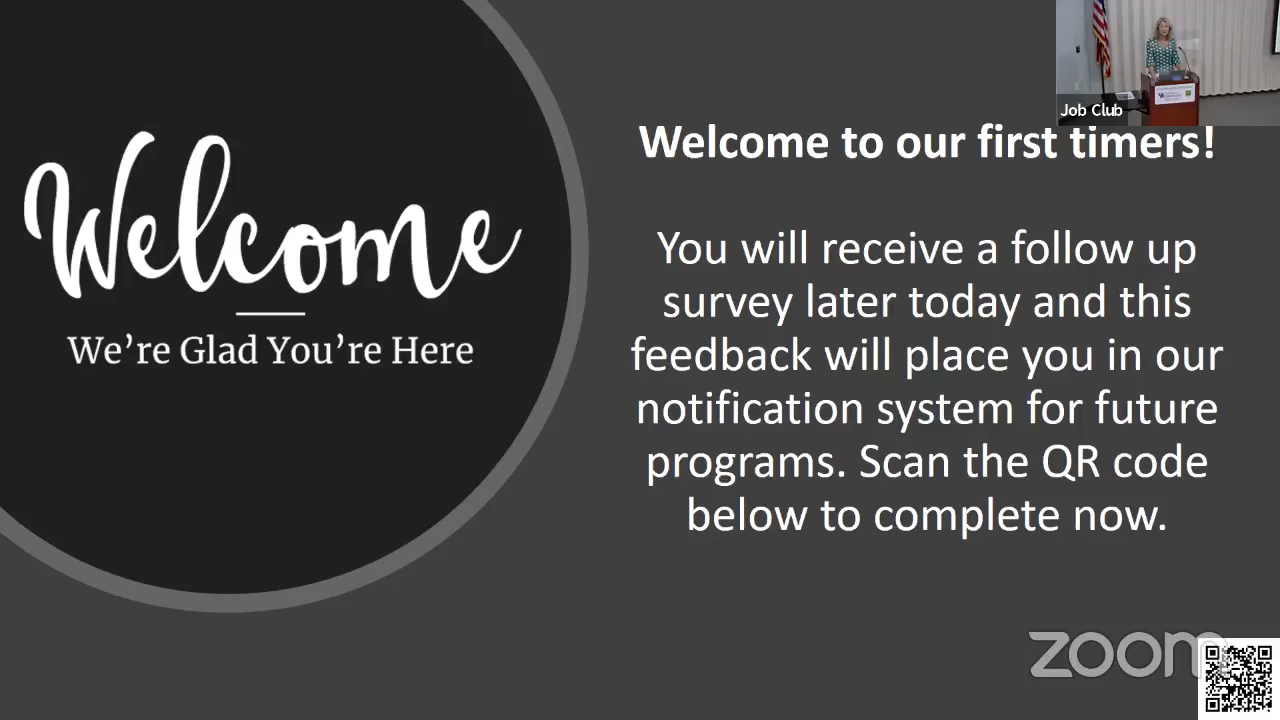 Job Club
Welcome to our first timers!
Welcome
We're Glad You're Here
You will receive a follow up
survey later today and this
feedback will place you in our
notification system for future
programs. Scan the QR code
below to complete now.
zoom